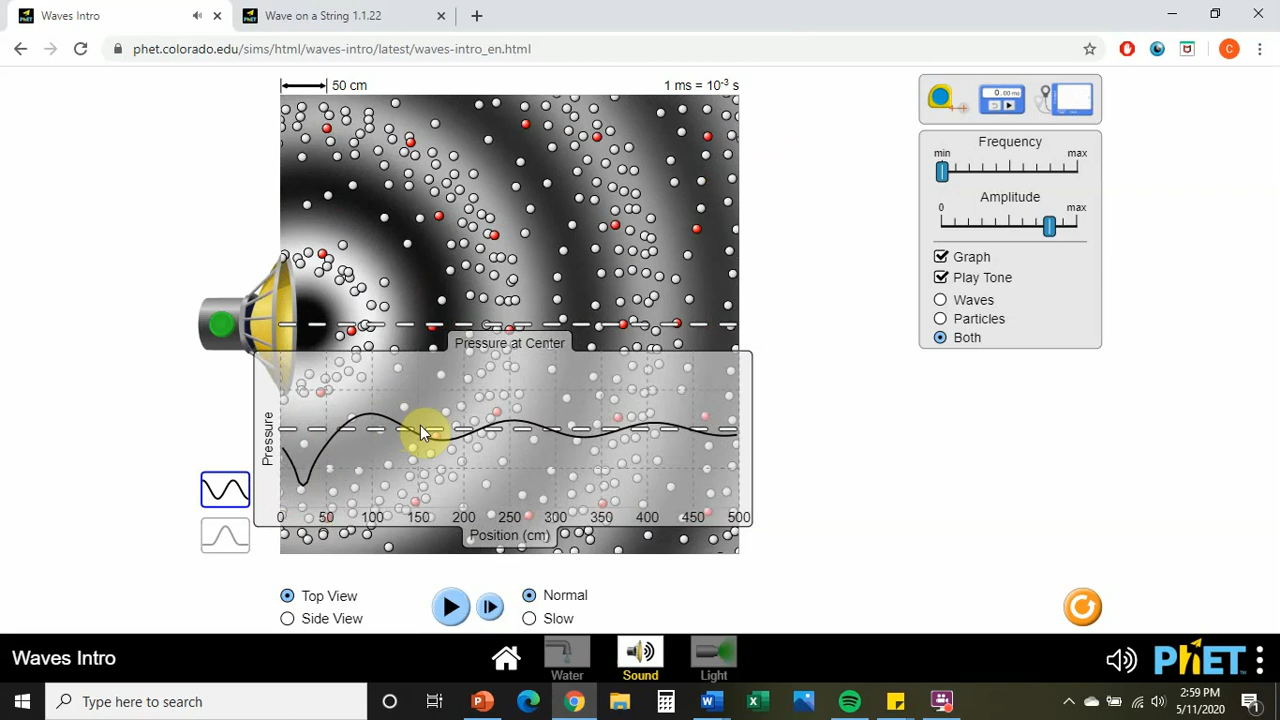 Waves Intro
Wave on a String 1.1.22
phet.colorado.edu/sims/html/waves-intro/latest/waves-intro_en.html
C
50 cm
1 ms = 10⁻³ s
0.00 ms
Frequency
min
max
Amplitude
0
max
Graph
Play Tone
Waves
Particles
Both
Pressure at Center
Pressure
0 50 100 150 200 250 300 350 400 450 500
Position (cm)
Top View
Side View
Normal
Slow
Waves Intro
Water
Sound
Light
PhET
Type here to search
2:59 PM
5/11/2020
1